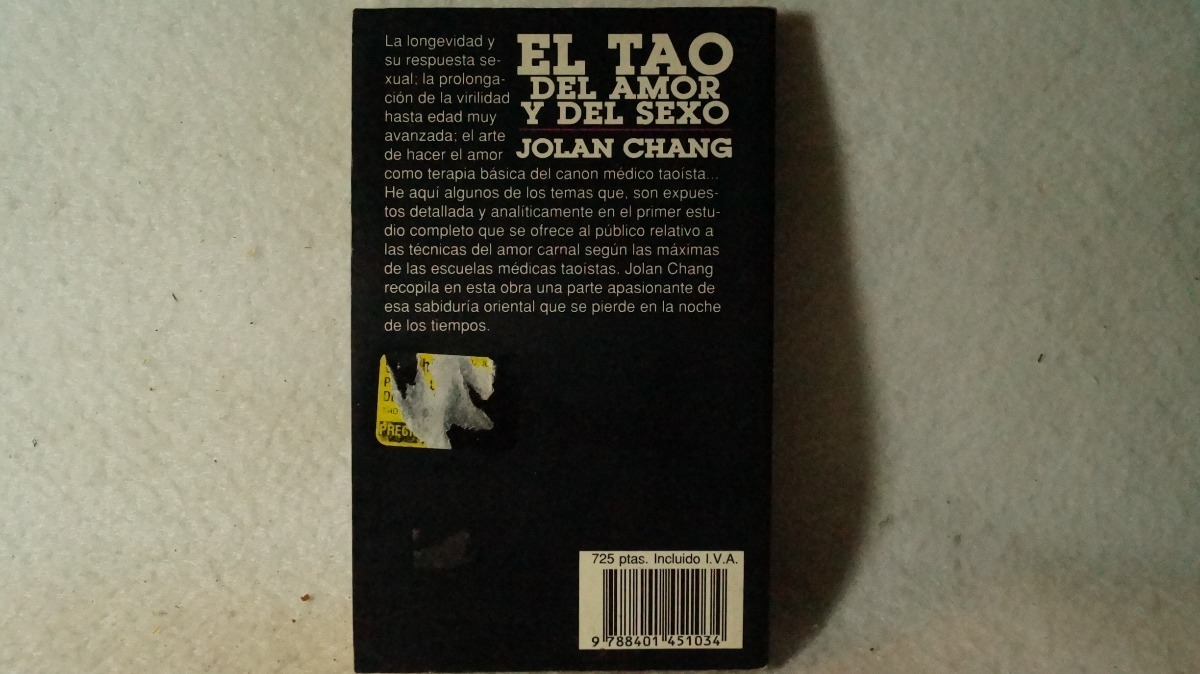 EL TAO
DEL AMOR
Y DEL SEXO
JOLAN CHANG
La longevidad y
su respuesta se-
xual; la prolonga-
ción de la virilidad
hasta edad muy
avanzada; el arte
de hacer el amor
como terapia básica del canon médico taoísta...
He aquí algunos de los temas que, son expues-
tos detallada y analíticamente en el primer estu-
dio completo que se ofrece al público relativo a
las técnicas del amor carnal según las máximas
de las escuelas médicas taoistas. Jolan Chang
recopila en esta obra una parte apasionante de
esa sabiduría oriental que se pierde en la noche
de los tiempos.
725 ptas. Incluido I.V.A.
9 788401 451034